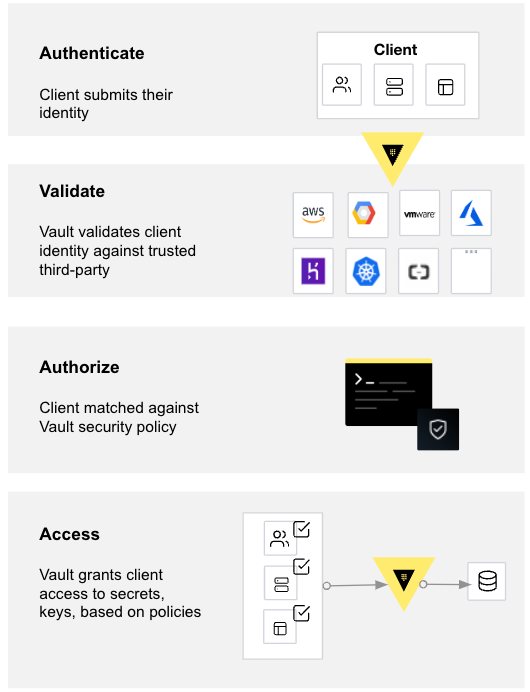 Authenticate
Client submits their
identity
Client
Validate
Vault validates client
identity against trusted
third-party
aws
vmware
Authorize
Client matched against
Vault security policy
Access
Vault grants client
access to secrets,
keys, based on policies